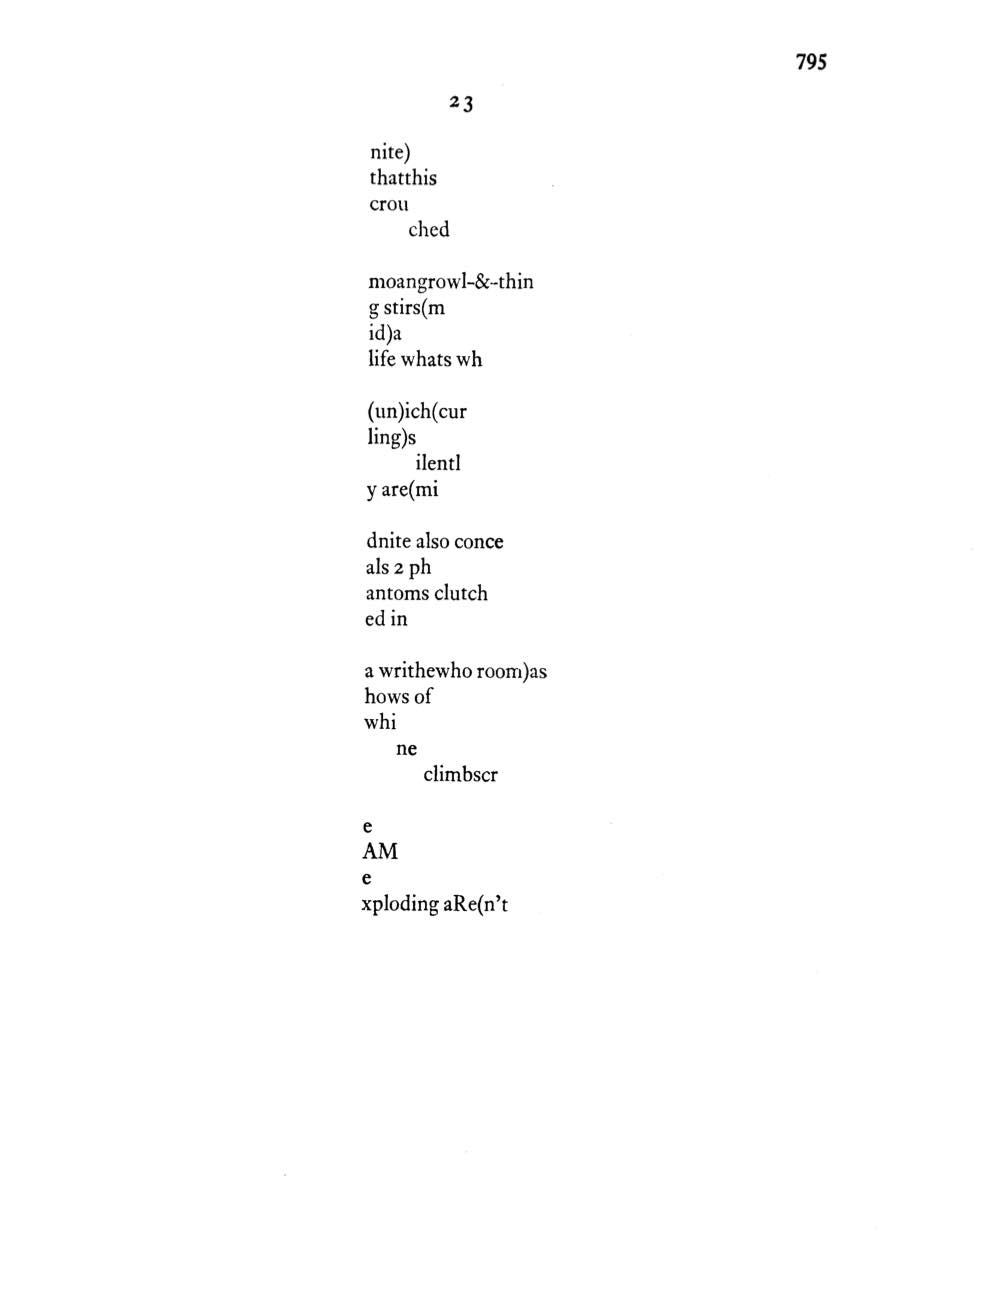 795
23
nite)
thatthis
crou
ched
moangrowl-&-thin
g stirs(m
id)a
life whats wh
(un)ich(cur
ling)s
ilentl
y are(mi
dnite also conce
als 2 ph
antoms clutch
ed in
a writhewho room)as
hows of
whi
ne
climbscr
e
AM
e
xploding aRe(n't